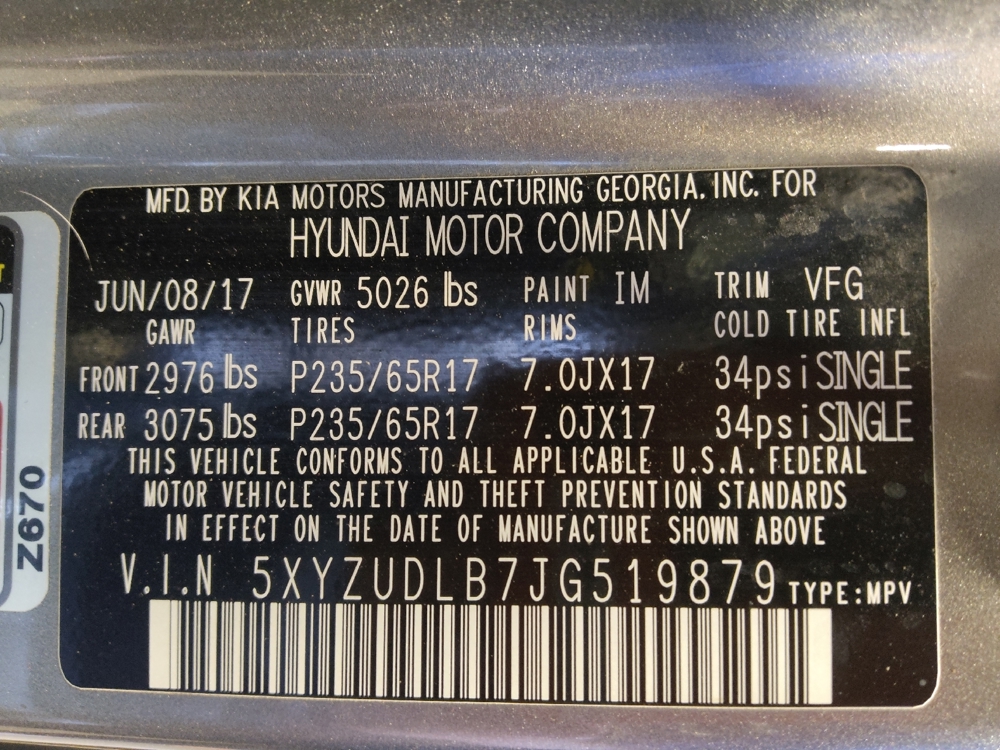 MFD. BY KIA MOTORS MANUFACTURING GEORGIA. INC. FOR
HYUNDAI MOTOR COMPANY
JUN/08/17 GVWR 5026 lbs PAINT IM TRIM VFG
GAWR TIRES RIMS COLD TIRE INFL
FRONT 2976 lbs P235/65R17 7.0JX17 34psi SINGLE
REAR 3075 lbs P235/65R17 7.0JX17 34psi SINGLE
THIS VEHICLE CONFORMS TO ALL APPLICABLE U.S.A. FEDERAL
MOTOR VEHICLE SAFETY AND THEFT PREVENTION STANDARDS
IN EFFECT ON THE DATE OF MANUFACTURE SHOWN ABOVE
V.I.N 5XYZUDLB7JG519879 TYPE:MPV
Z670